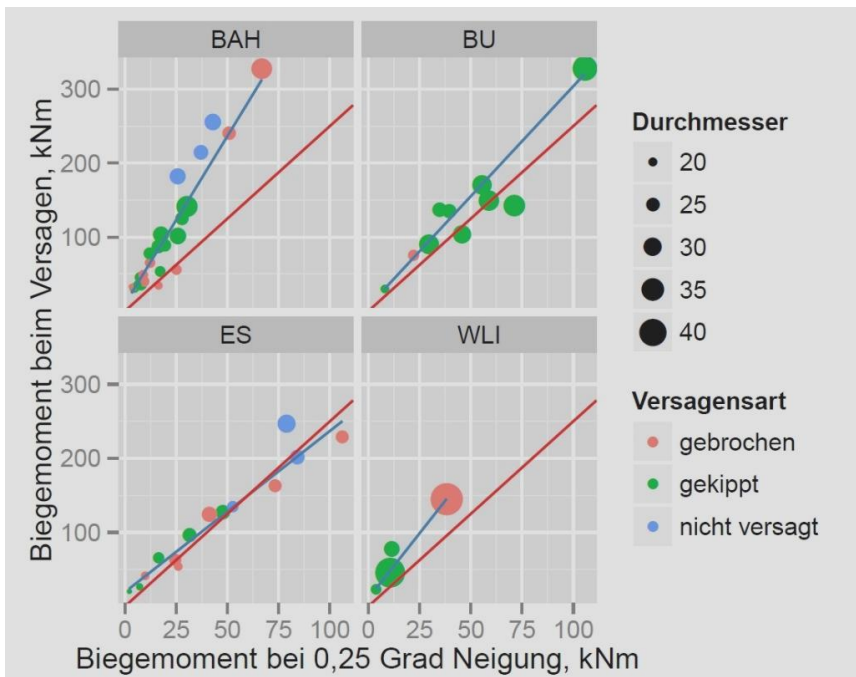 BAH BU
300
200
100
ES WLI
300
200
100
0 25 50 75 100 0 25 50 75 100
Biegemoment beim Versagen, kNm
Biegemoment bei 0,25 Grad Neigung, kNm
Durchmesser
20
25
30
35
40
Versagensart
gebrochen
gekippt
nicht versagt